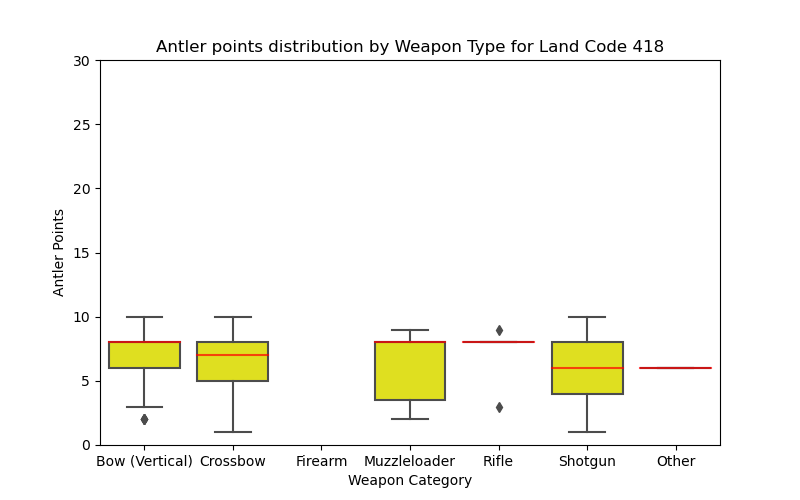 Antler points distribution by Weapon Type for Land Code 418
30
25
20
15
10
5
0
Antler Points
Bow (Vertical) Crossbow Firearm Muzzleloader Rifle Shotgun Other
Weapon Category